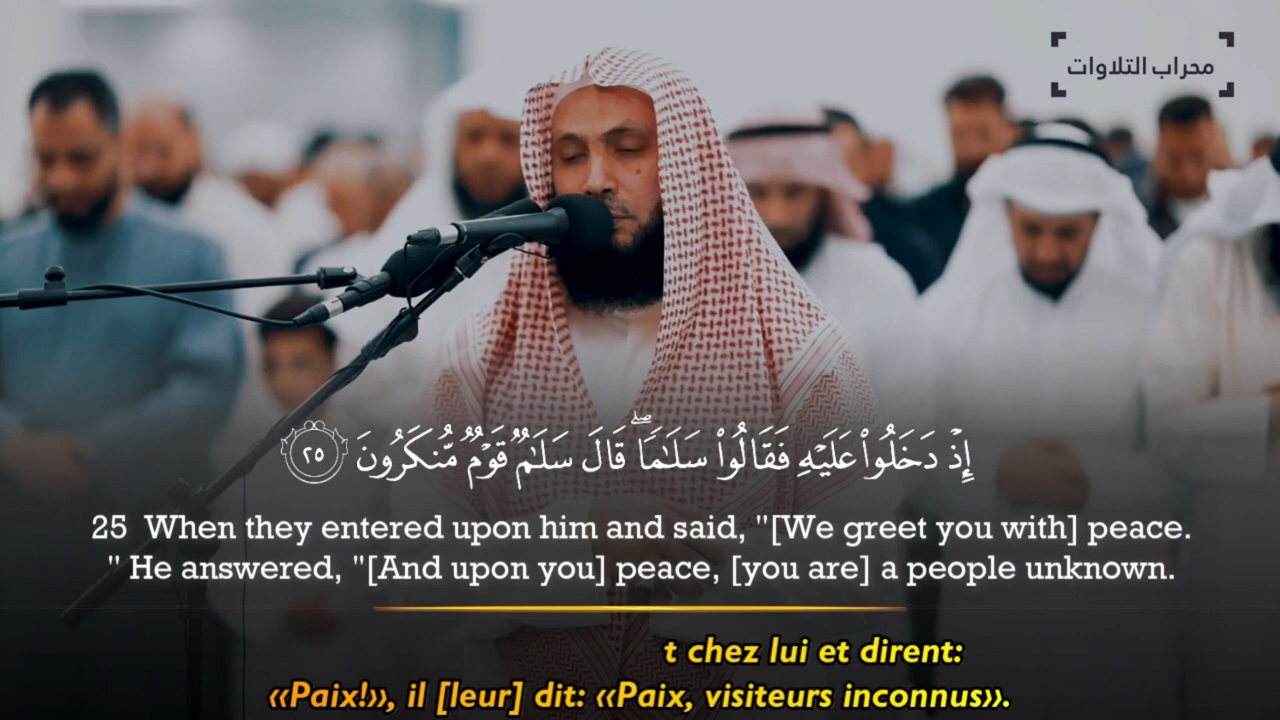 محراب التلاوات
إِذْ دَخَلُوا۟ عَلَيْهِ فَقَالُوا۟ سَلَـٰمًۭا ۖ قَالَ سَلَـٰمٌۭ قَوْمٌۭ مُّنكَرُونَ ٢٥
25 When they entered upon him and said, "[We greet you with] peace.
" He answered, "[And upon you] peace, [you are] a people unknown.
t chez lui et dirent:
«Paix!», il [leur] dit: «Paix, visiteurs inconnus».